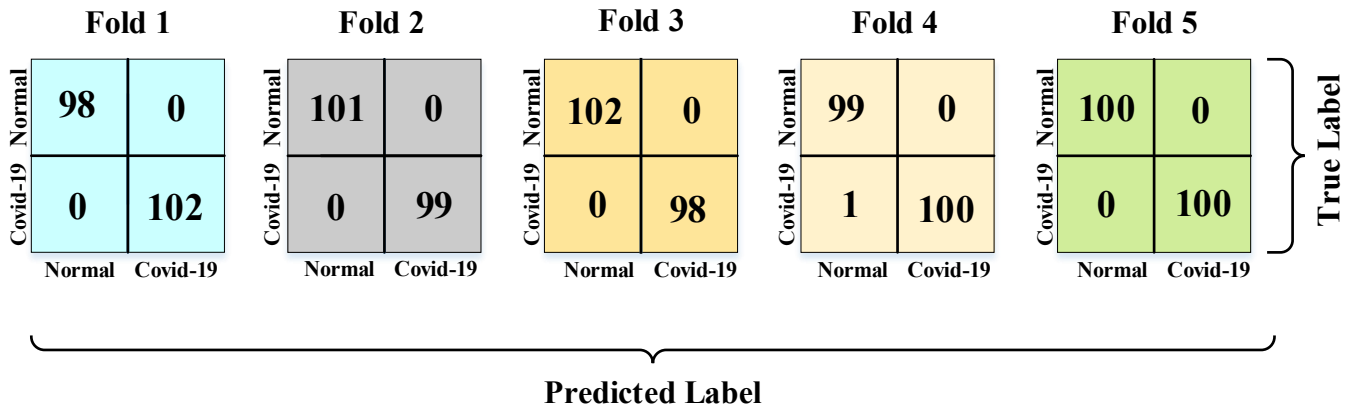 Fold 1 Fold 2 Fold 3 Fold 4 Fold 5
Normal 98 0 Normal 101 0 Normal 102 0 Normal 99 0 Normal 100 0
Covid-19 0 102 Covid-19 0 99 Covid-19 0 98 Covid-19 1 100 Covid-19 0 100
Normal Covid-19 Normal Covid-19 Normal Covid-19 Normal Covid-19 Normal Covid-19
True Label
Predicted Label